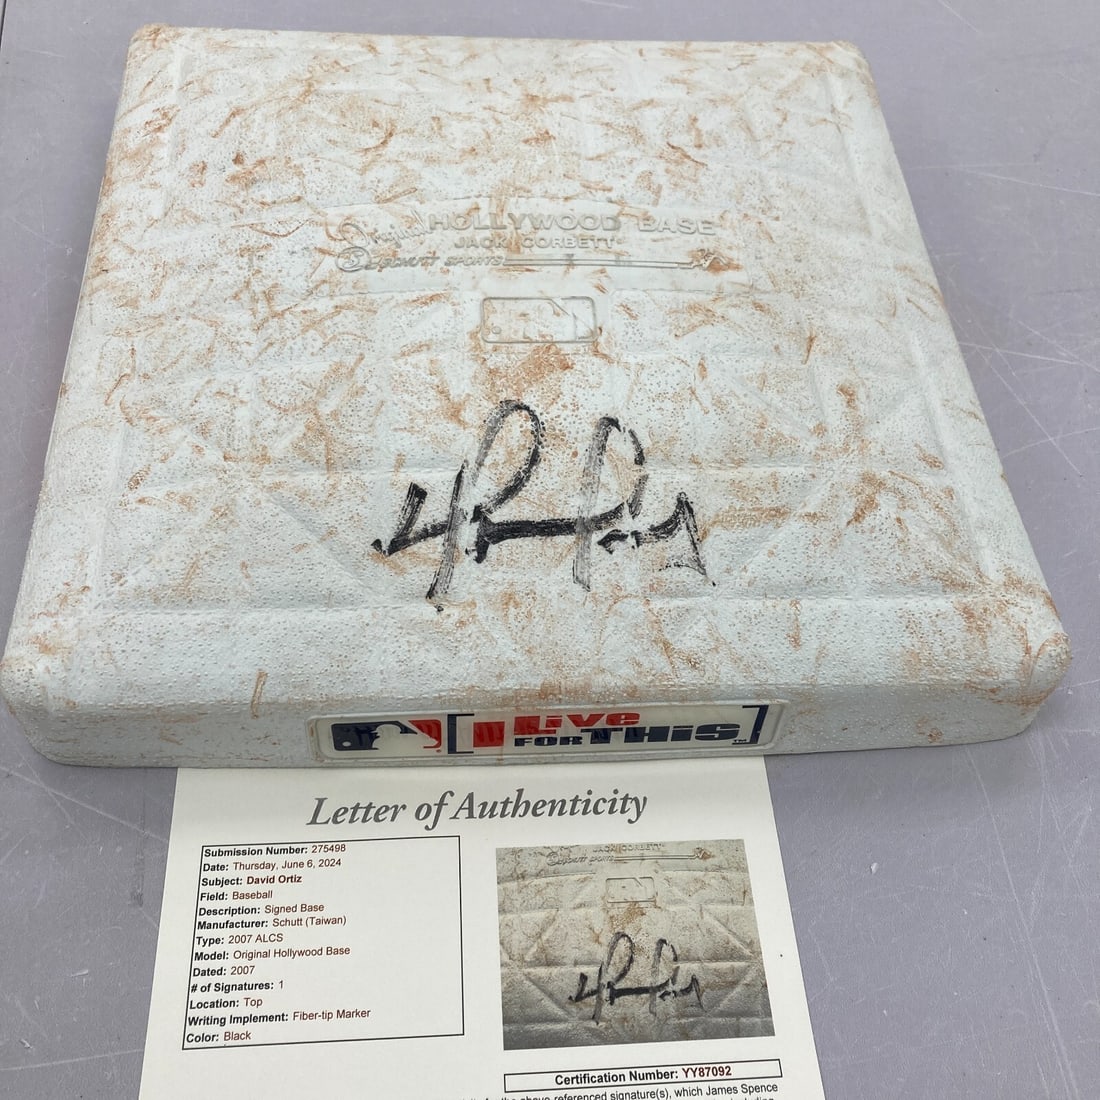 Original HOLLYWOOD BASE
JACK CORBETT
SPORTS
I Live
FOR THiS
Letter of Authenticity
Submission Number: 275498
Date: Thursday, June 6, 2024
Subject: David Ortiz
Field: Baseball
Description: Signed Base
Manufacturer: Schutt (Taiwan)
Type: 2007 ALCS
Model: Original Hollywood Base
Dated: 2007
# of Signatures: 1
Location: Top
Writing Implement: Fiber-tip Marker
Color: Black
JACK CORBETT
Certification Number: YY87092
the above referenced signature(s), which James Spence